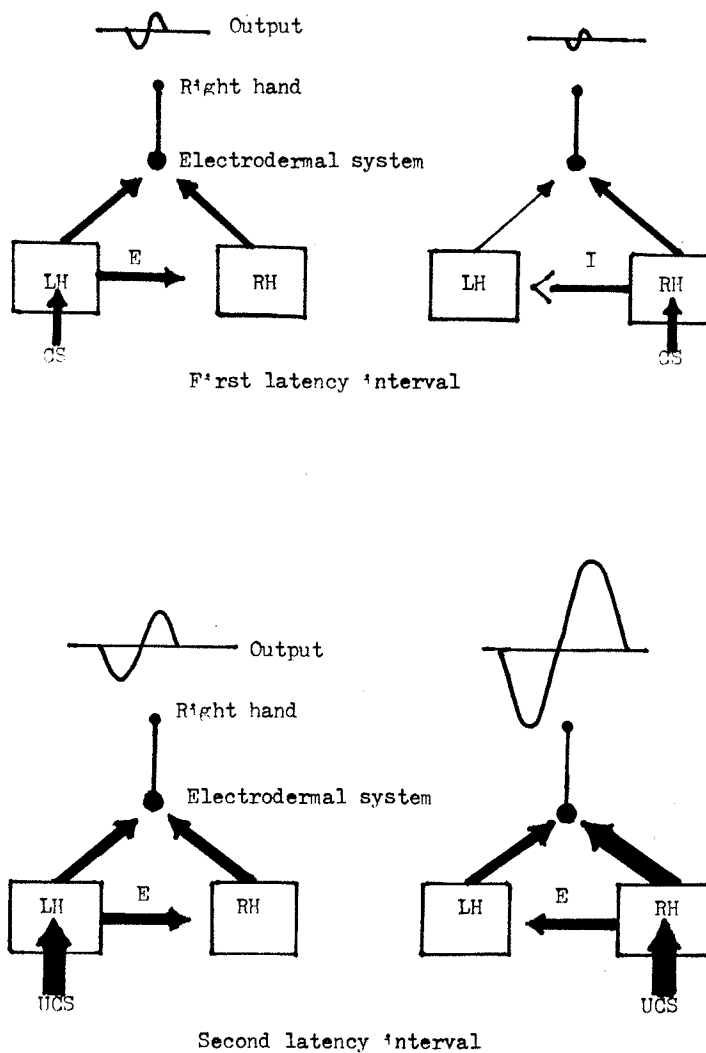 Output
Right hand
Electrodermal system
E
I
LH
RH
LH
RH
CS
CS
First latency interval
Output
Right hand
Electrodermal system
E
E
LH
RH
LH
RH
UCS
UCS
Second latency interval